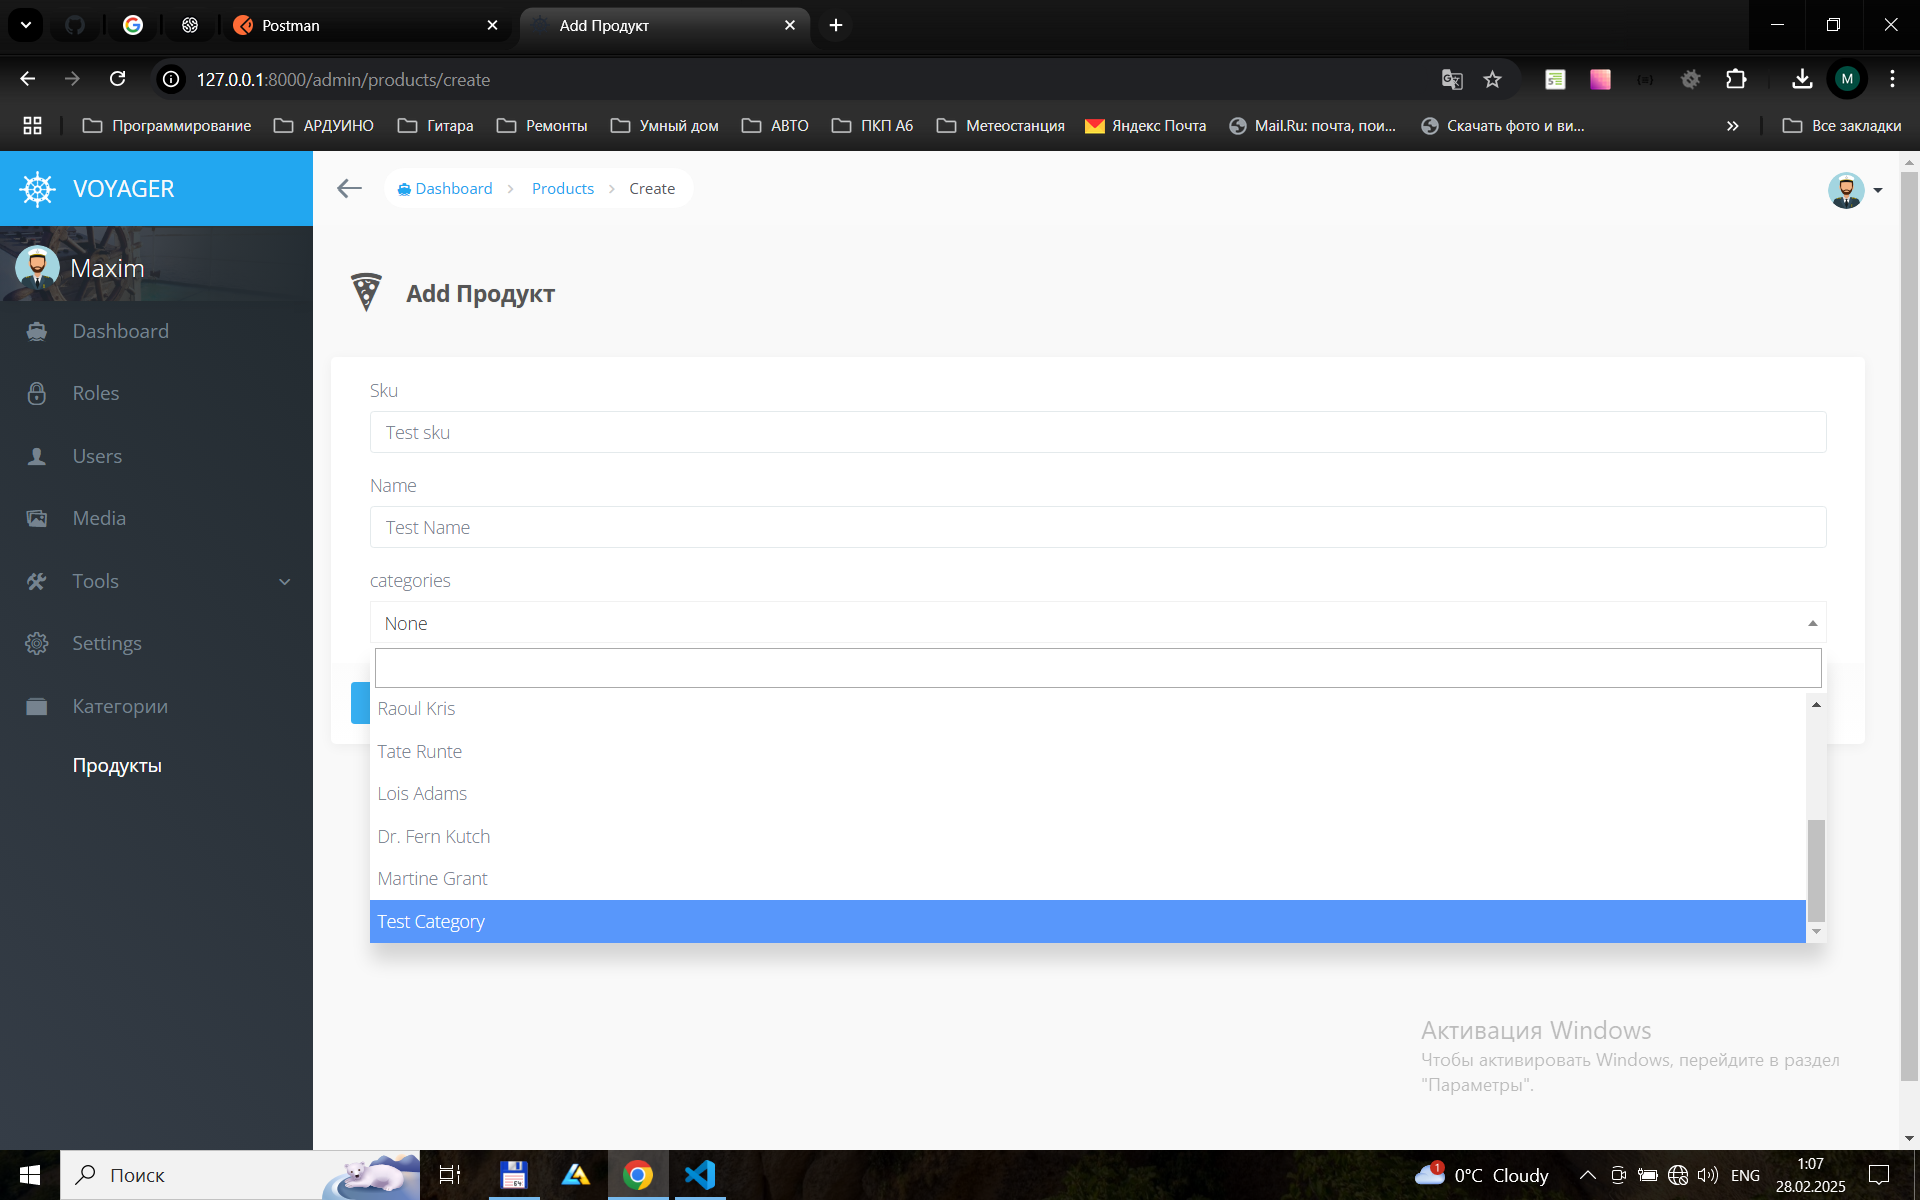 Postman
Add Продукт
127.0.0.1:8000/admin/products/create
M
Программирование
АРДУИНО
Гитара
Ремонты
Умный дом
АВТО
ПКП А6
Метеостанция
Яндекс Почта
Mail.Ru: почта, пои...
Скачать фото и ви...
Все закладки
VOYAGER
Dashboard
Products
Create
Maxim
Add Продукт
Dashboard
Roles
Users
Media
Tools
Settings
Категории
Продукты
Sku
Test sku
Name
Test Name
categories
None
Raoul Kris
Tate Runte
Lois Adams
Dr. Fern Kutch
Martine Grant
Test Category
Активация Windows
Чтобы активировать Windows, перейдите в раздел
"Параметры".
Поиск
64
1
0°C Cloudy
ENG
1:07
28.02.2025